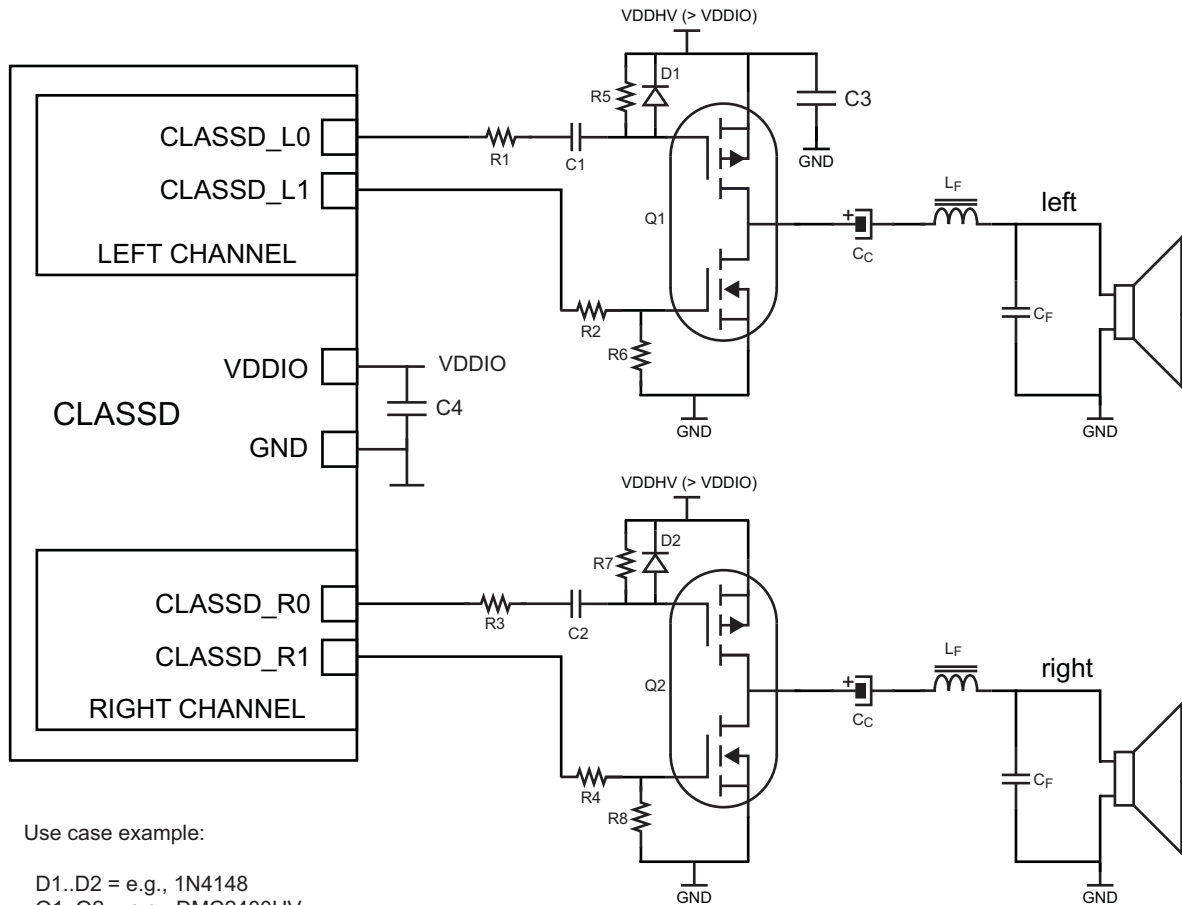 VDDHV (> VDDIO)
D1
R5
C3
CLASSD_L0
R1
C1
GND
CLASSD_L1
LF
left
Q1
LEFT CHANNEL
CC
R2
CF
R6
VDDIO
VDDIO
C4
CLASSD
GND
GND
GND
VDDHV (> VDDIO)
D2
R7
CLASSD_R0
R3
C2
CLASSD_R1
LF
right
Q2
RIGHT CHANNEL
CC
R4
CF
R8
Use case example:
D1..D2 = e.g., 1N4148
GND
GND